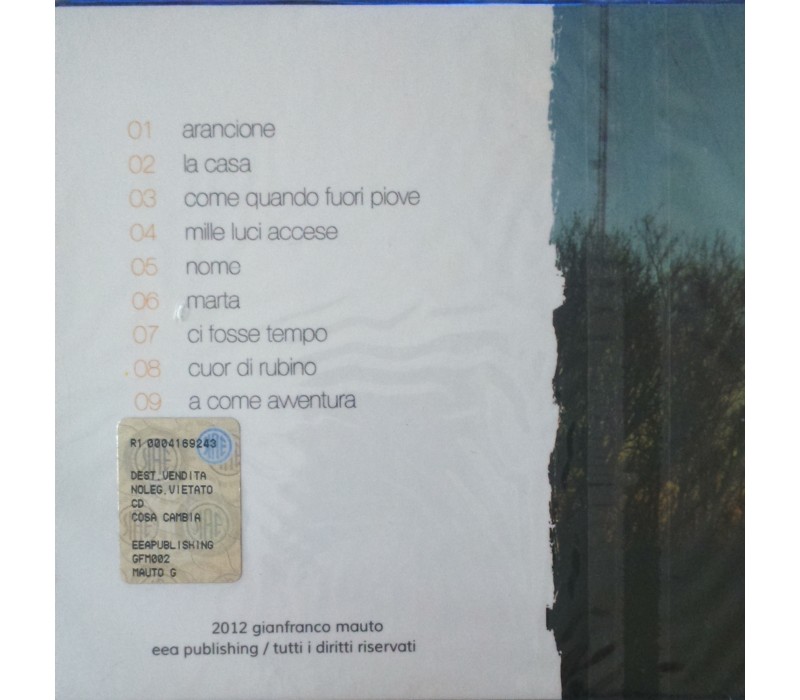 01 arancione
02 la casa
03 come quando fuori piove
04 mille luci accese
05 nome
06 marta
07 ci fosse tempo
08 cuor di rubino
09 a come avventura
R1 0004169243
DEST.VENDITA
NOLEG.VIETATO
CD
COSA CAMBIA
EEAPUBLISHING
GFM002
MAUTO G
2012 gianfranco mauto
eea publishing / tutti i diritti riservati